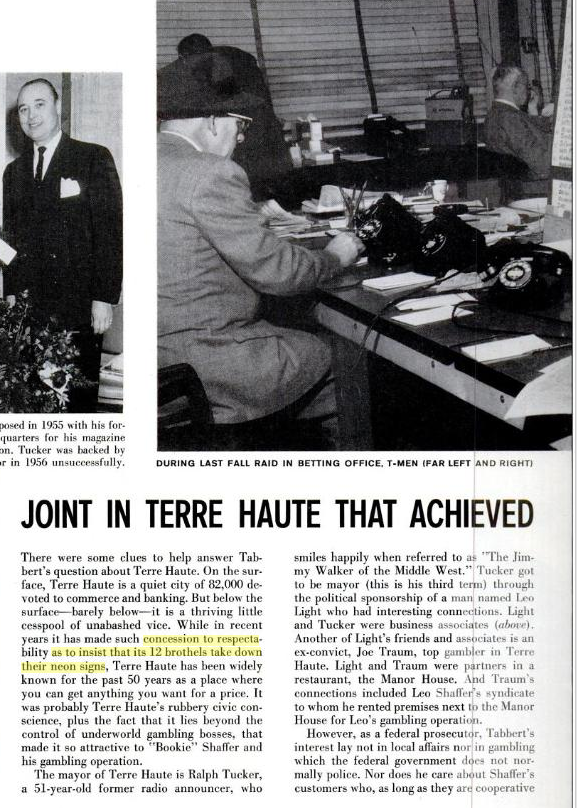 posed in 1955 with his for-
quarters for his magazine
on. Tucker was backed by
or in 1956 unsuccessfully.
DURING LAST FALL RAID IN BETTING OFFICE, T-MEN (FAR LEFT AND RIGHT)
JOINT IN TERRE HAUTE THAT ACHIEVED
There were some clues to help answer Tab-
bert's question about Terre Haute. On the sur-
face, Terre Haute is a quiet city of 82,000 de-
voted to commerce and banking. But below the
surface—barely below—it is a thriving little
cesspool of unabashed vice. While in recent
years it has made such concession to respecta-
bility as to insist that its 12 brothels take down
their neon signs, Terre Haute has been widely
known for the past 50 years as a place where
you can get anything you want for a price. It
was probably Terre Haute's rubbery civic con-
science, plus the fact that it lies beyond the
control of underworld gambling bosses, that
made it so attractive to "Bookie" Shaffer and
his gambling operation.
The mayor of Terre Haute is Ralph Tucker,
a 51-year-old former radio announcer, who
smiles happily when referred to as "The Jim-
my Walker of the Middle West." Tucker got
to be mayor (this is his third term) through
the political sponsorship of a man named Leo
Light who had interesting connections. Light
and Tucker were business associates (above).
Another of Light's friends and associates is an
ex-convict, Joe Traum, top gambler in Terre
Haute. Light and Traum were partners in a
restaurant, the Manor House. And Traum's
connections included Leo Shaffer's syndicate
to whom he rented premises next to the Manor
House for Leo's gambling operation.
However, as a federal prosecutor, Tabbert's
interest lay not in local affairs nor in gambling
which the federal government does not nor-
mally police. Nor does he care about Shaffer's
customers who, as long as they are cooperative